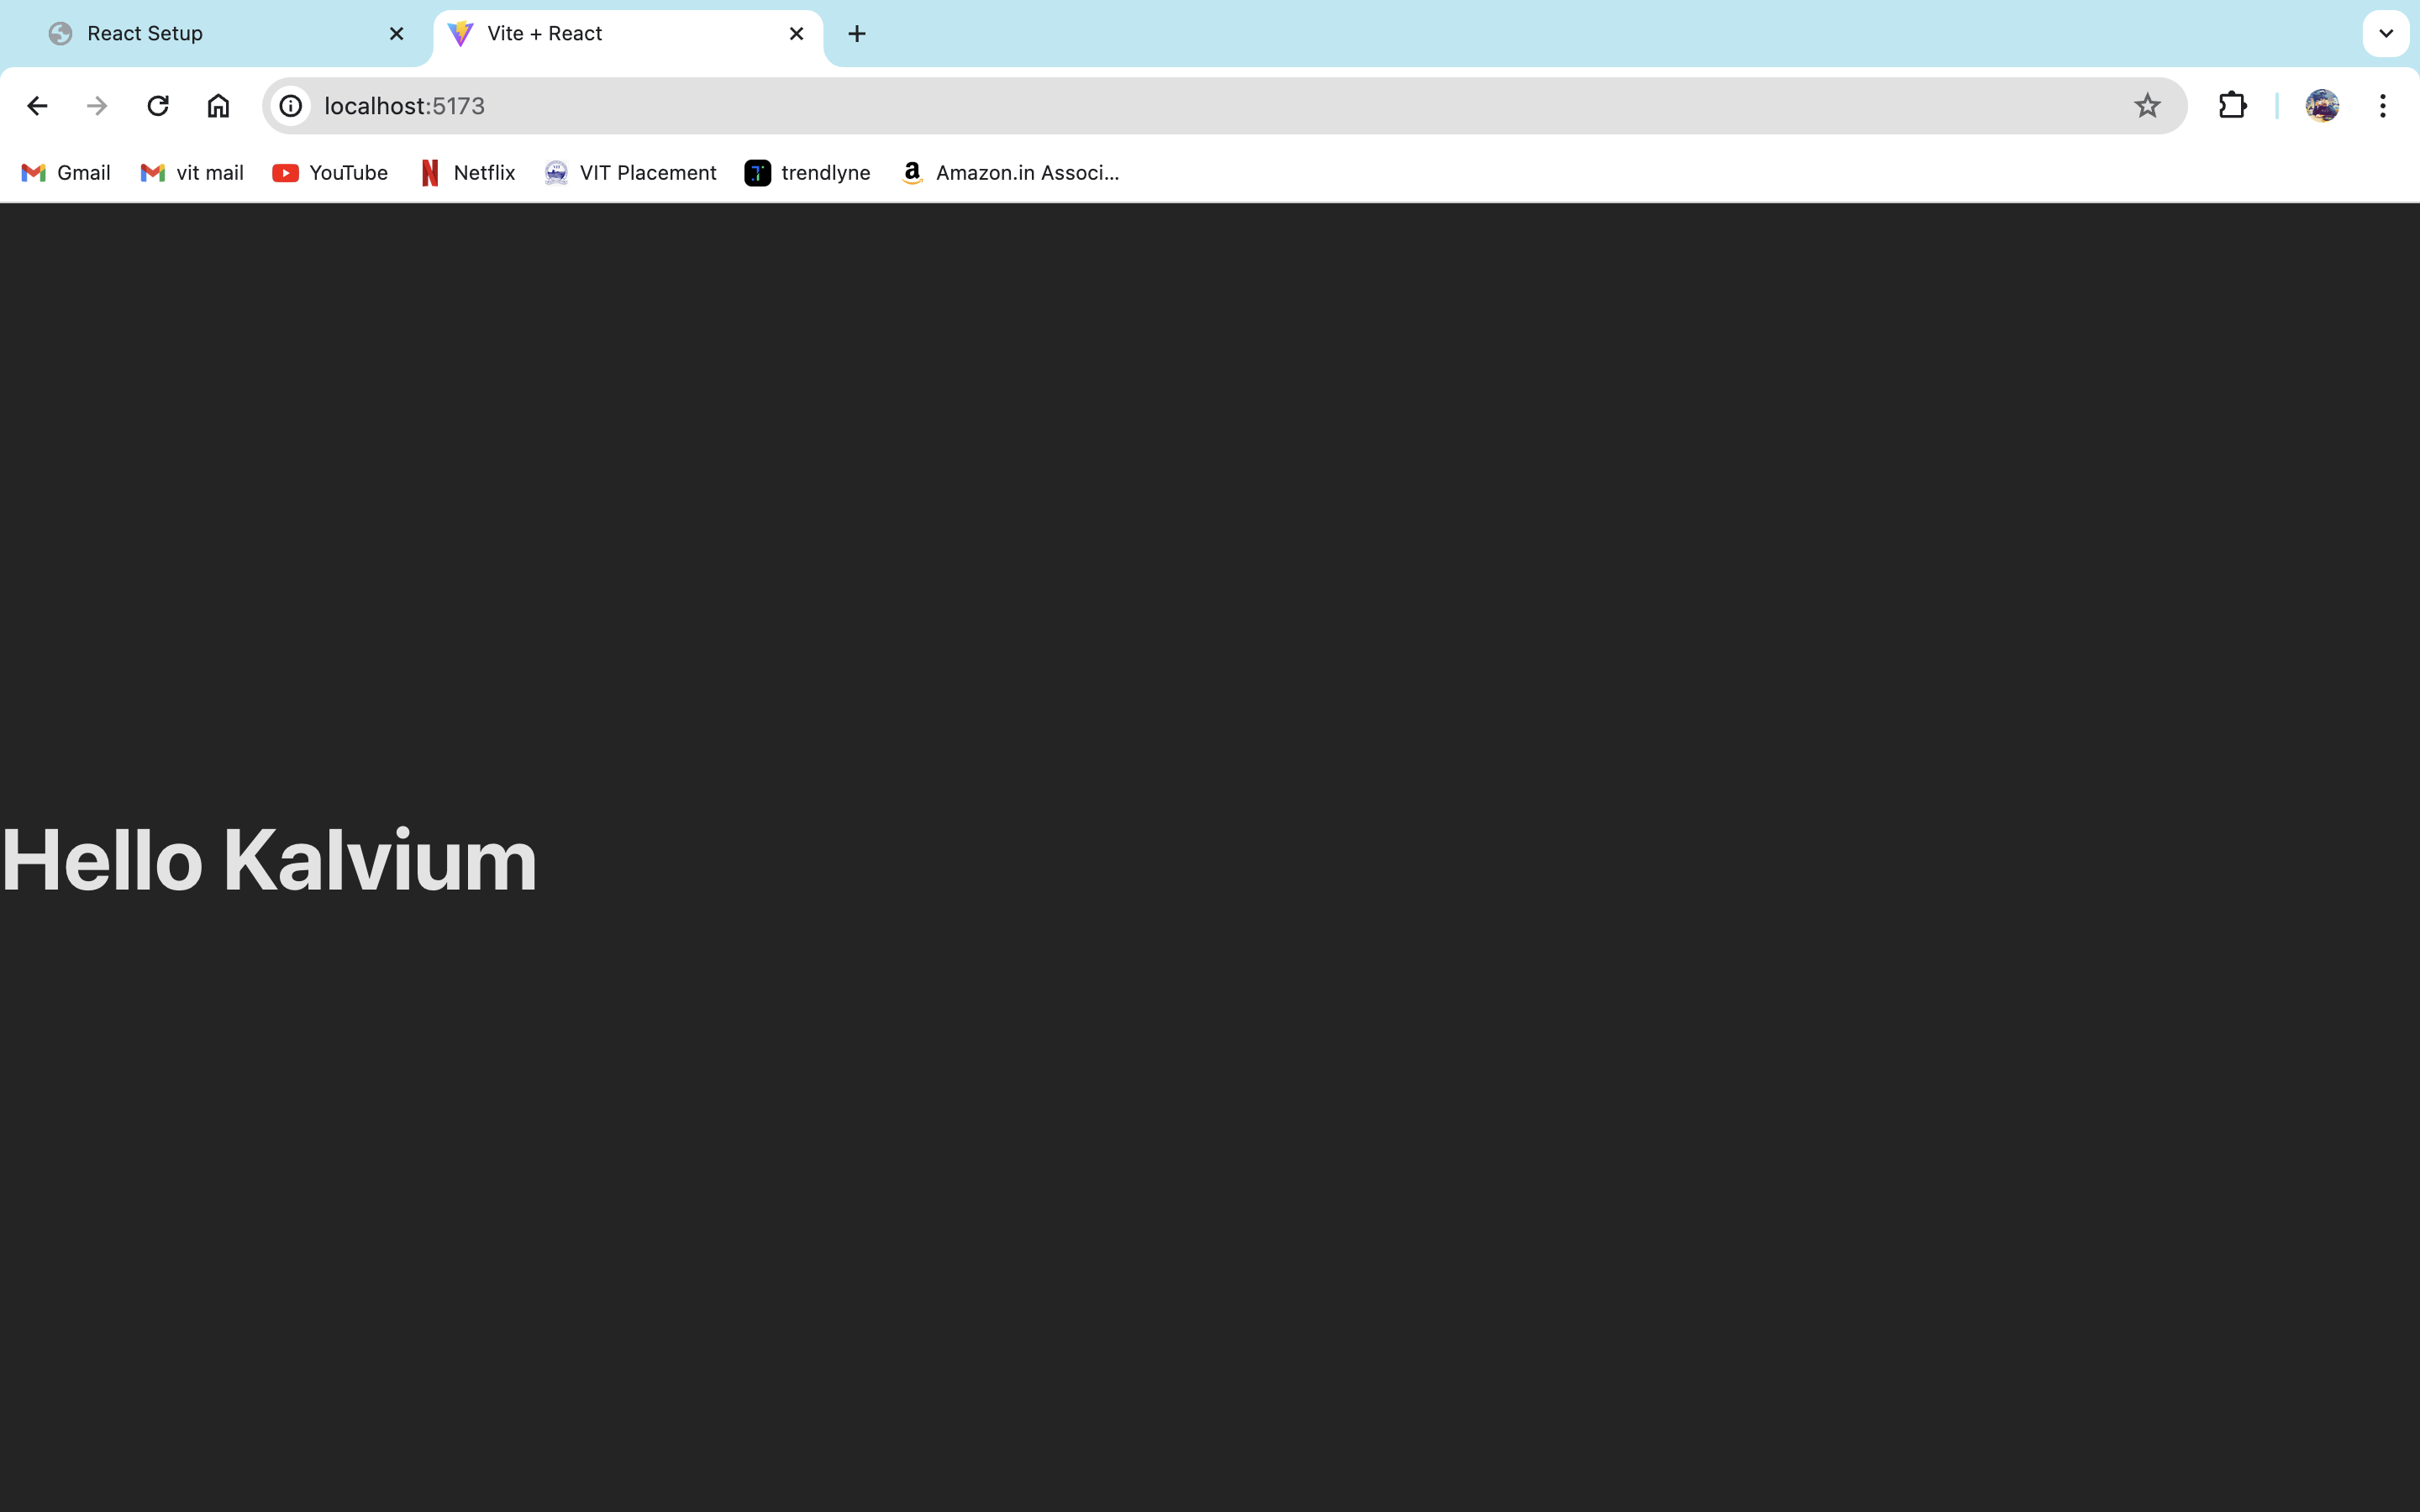 React Setup
Vite + React
localhost:5173
Gmail
vit mail
YouTube
Netflix
VIT Placement
trendlyne
Amazon.in Associ...
Hello Kalvium